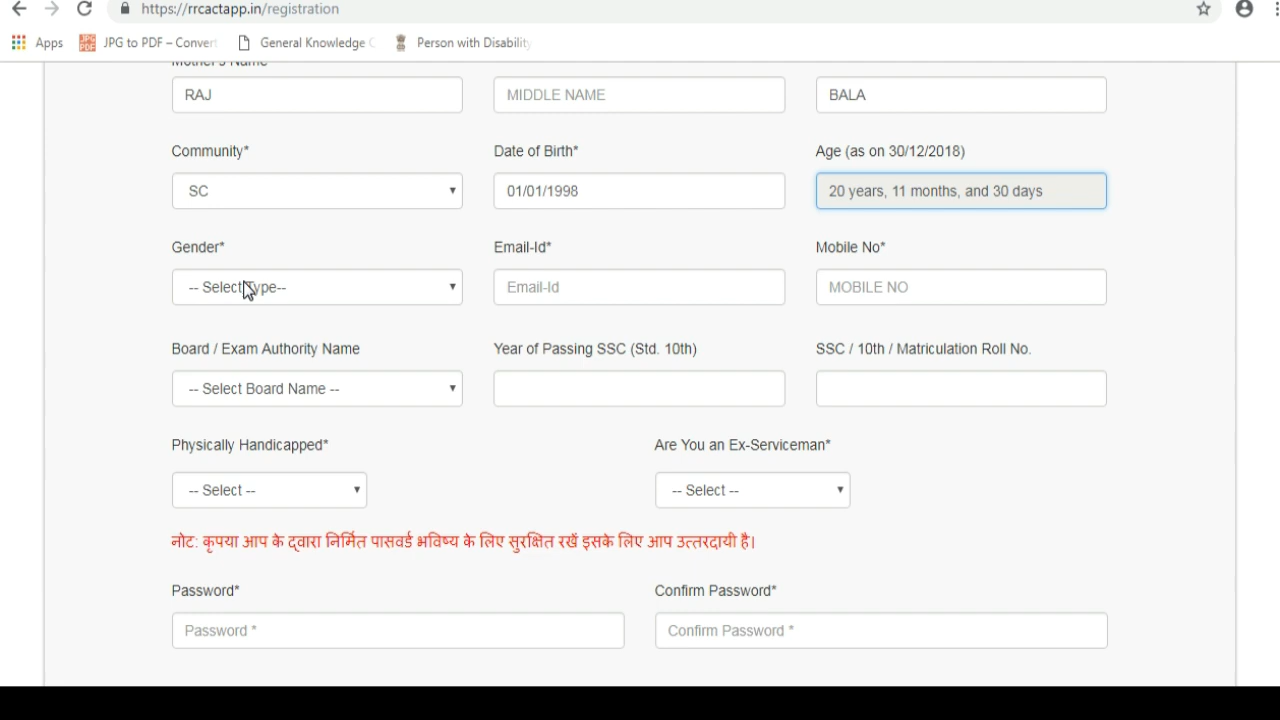 https://rrcactapp.in/registration
Apps JPG to PDF – Convert General Knowledge Person with Disability
Mother's Name
RAJ MIDDLE NAME BALA
Community* Date of Birth* Age (as on 30/12/2018)
SC 01/01/1998 20 years, 11 months, and 30 days
Gender* Email-Id* Mobile No*
-- Select Type-- Email-Id MOBILE NO
Board / Exam Authority Name Year of Passing SSC (Std. 10th) SSC / 10th / Matriculation Roll No.
-- Select Board Name --
Physically Handicapped* Are You an Ex-Serviceman*
-- Select -- -- Select --
नोट: कृपया आप के द्वारा निर्मित पासवर्ड भविष्य के लिए सुरक्षित रखें इसके लिए आप उत्तरदायी है।
Password* Confirm Password*
Password * Confirm Password *